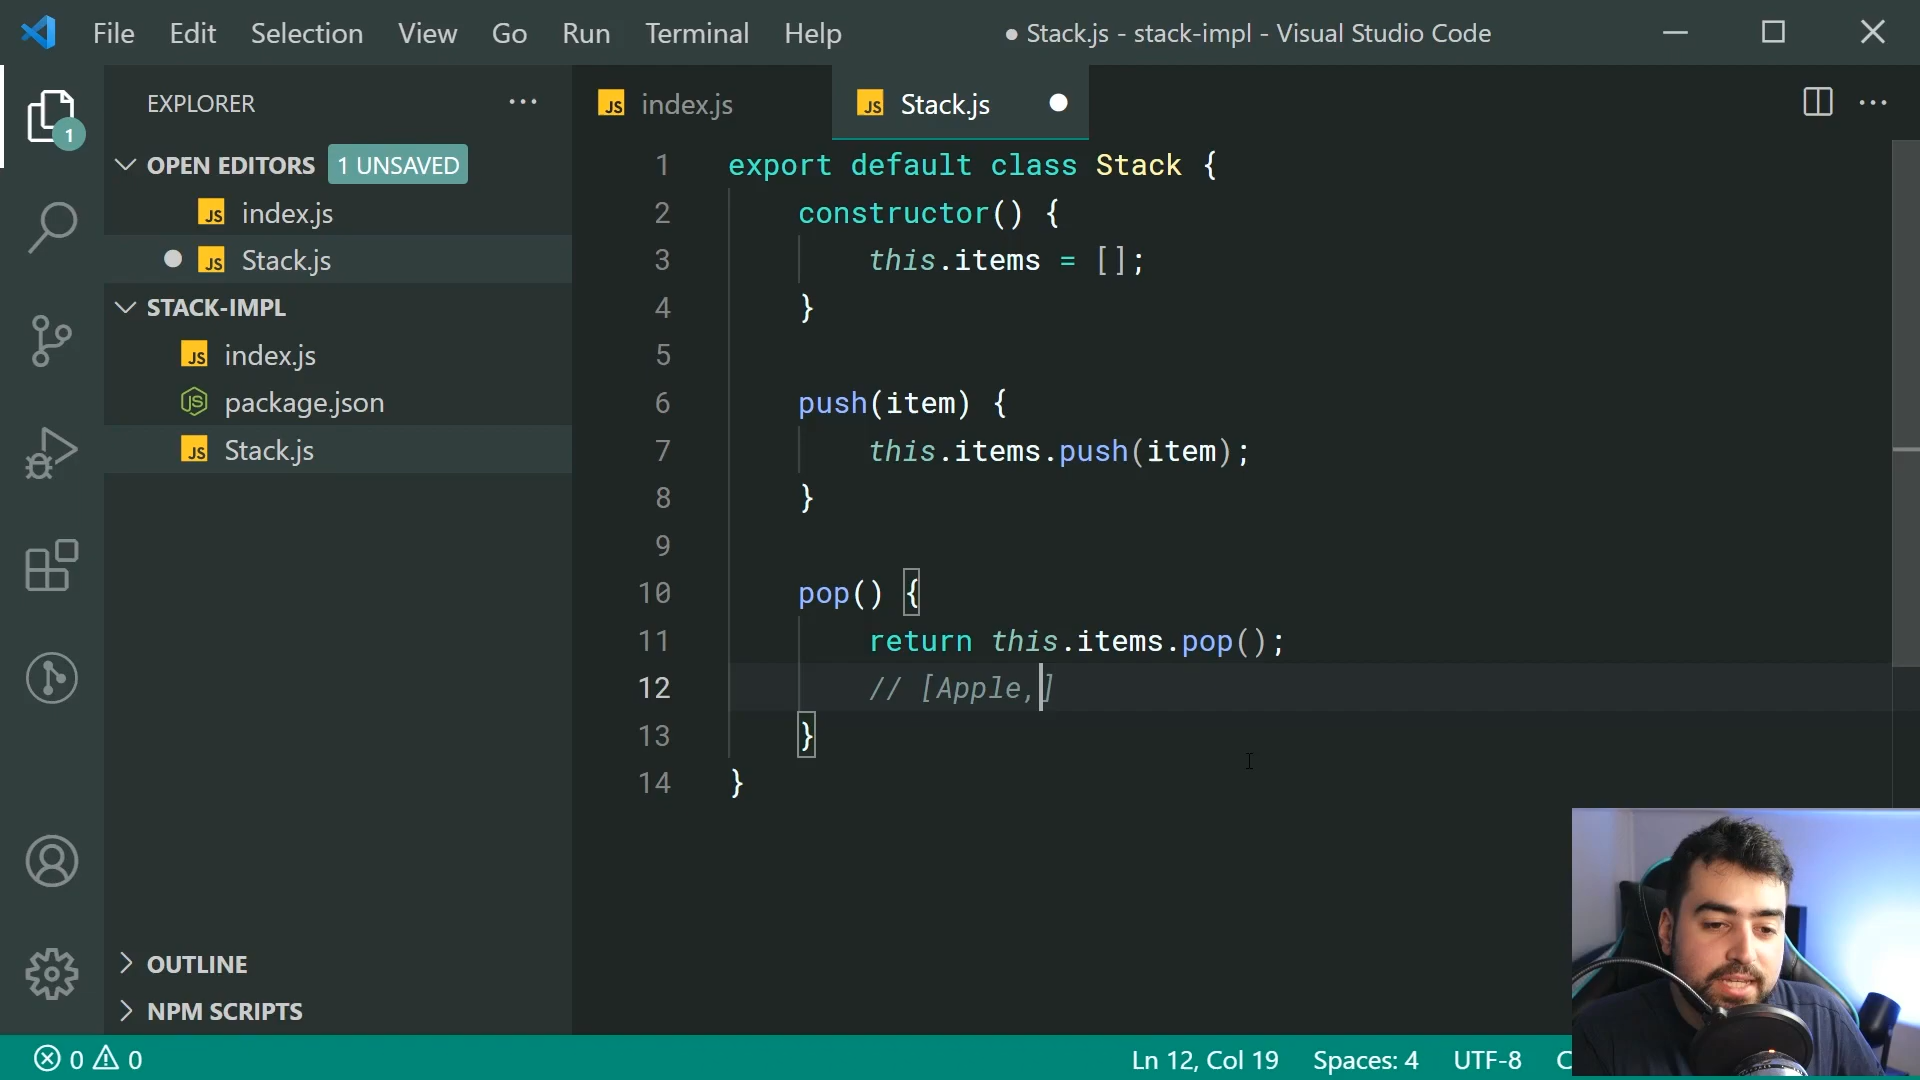 File Edit Selection View Go Run Terminal Help
● Stack.js - stack-impl - Visual Studio Code
EXPLORER
OPEN EDITORS 1 UNSAVED
JS index.js
JS Stack.js
STACK-IMPL
JS index.js
JS package.json
JS Stack.js
OUTLINE
NPM SCRIPTS
1
JS index.js
JS Stack.js
1 export default class Stack {
2 constructor() {
3 this.items = [];
4 }
5
6 push(item) {
7 this.items.push(item);
8 }
9
10 pop() {
11 return this.items.pop();
12 // [Apple,]
13 }
14 }
0 0
Ln 12, Col 19 Spaces: 4 UTF-8 C